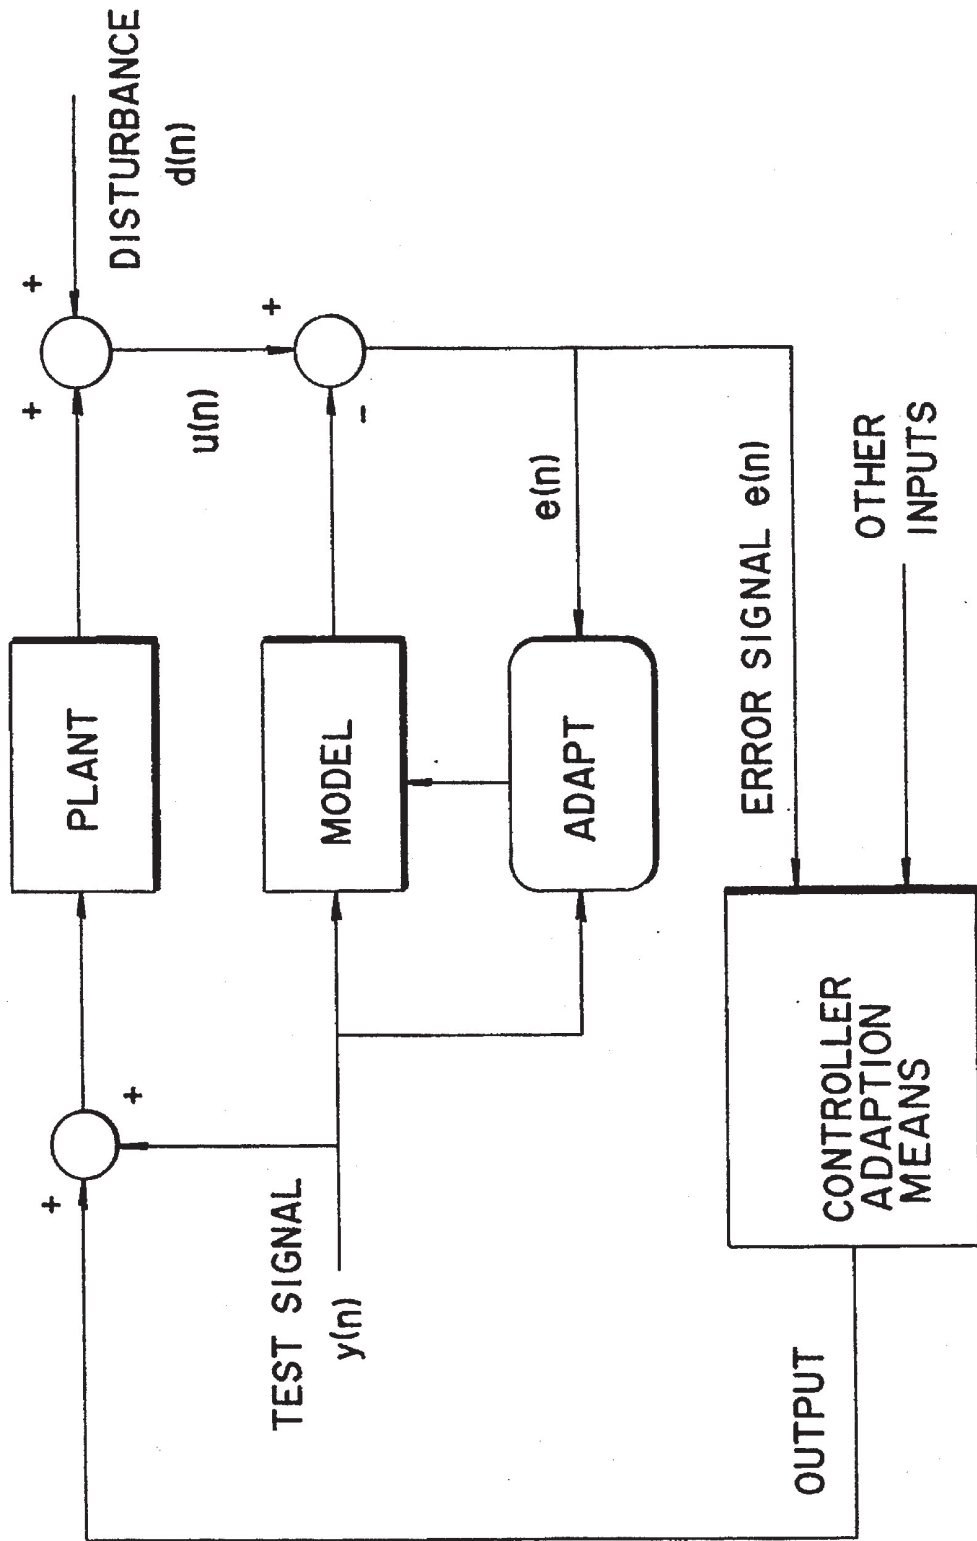 DISTURBANCE
d(n)
+
+
PLANT
+
+
u(n)
+
-
MODEL
TEST SIGNAL
y(n)
e(n)
ADAPT
ERROR SIGNAL e(n)
OTHER
INPUTS
CONTROLLER
ADAPTION
MEANS
OUTPUT